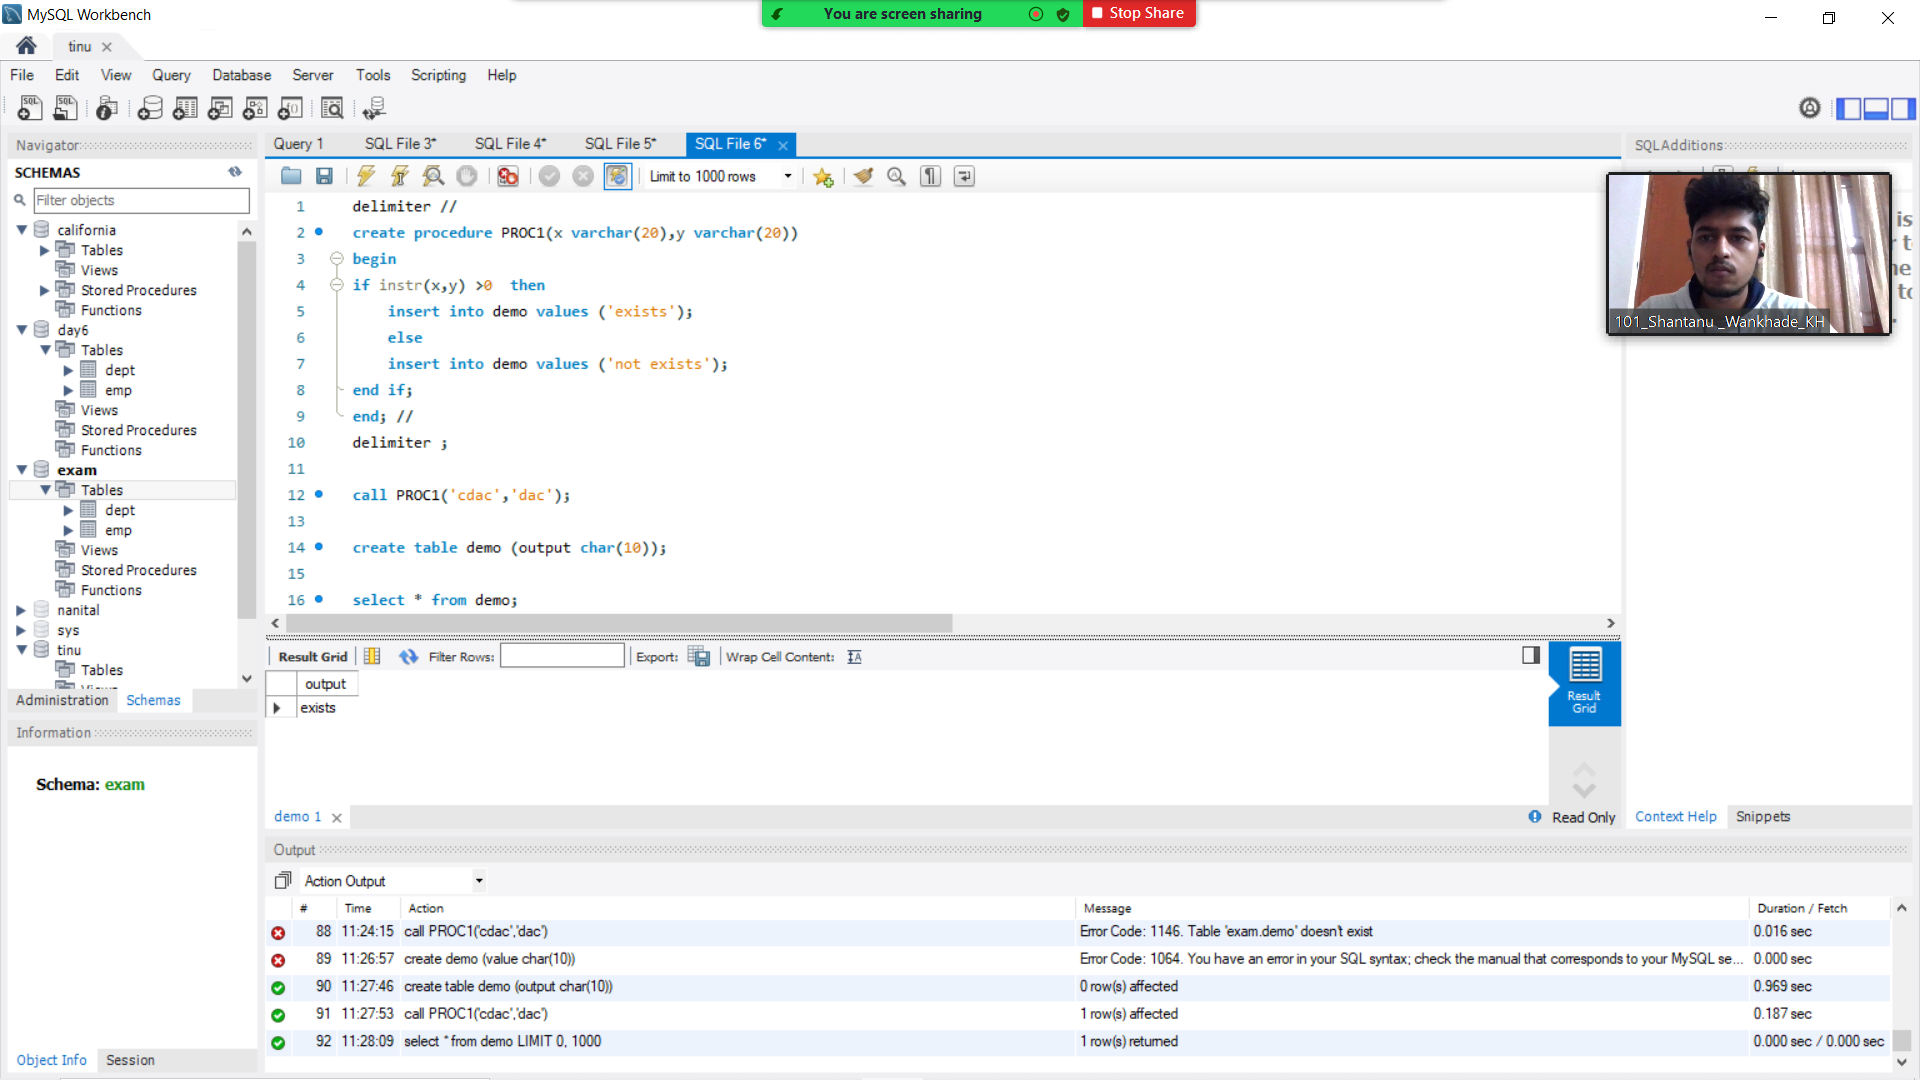 MySQL Workbench
You are screen sharing
Stop Share
tinu
File Edit View Query Database Server Tools Scripting Help
Navigator
SCHEMAS
Filter objects
california
Tables
Views
Stored Procedures
Functions
day6
Tables
dept
emp
Views
Stored Procedures
Functions
exam
Tables
dept
emp
Views
Stored Procedures
Functions
nanital
sys
tinu
Tables
Views
Administration Schemas
Information
Schema: exam
Object Info Session
Query 1 SQL File 3* SQL File 4* SQL File 5* SQL File 6*
Limit to 1000 rows
1 delimiter //
2 create procedure PROC1(x varchar(20),y varchar(20))
3 begin
4 if instr(x,y) >0 then
5 insert into demo values ('exists');
6 else
7 insert into demo values ('not exists');
8 end if;
9 end; //
10 delimiter ;
11
12 call PROC1('cdac','dac');
13
14 create table demo (output char(10));
15
16 select * from demo;
Result Grid Filter Rows: Export: Wrap Cell Content:
output
exists
Result
Grid
demo 1
Read Only
SQLAdditions
101_Shantanu _Wankhade_KH
Context Help Snippets
Output
Action Output
# Time Action Message Duration / Fetch
88 11:24:15 call PROC1('cdac','dac') Error Code: 1146. Table 'exam.demo' doesn't exist 0.016 sec
89 11:26:57 create demo (value char(10)) Error Code: 1064. You have an error in your SQL syntax; check the manual that corresponds to your MySQL se... 0.000 sec
90 11:27:46 create table demo (output char(10)) 0 row(s) affected 0.969 sec
91 11:27:53 call PROC1('cdac','dac') 1 row(s) affected 0.187 sec
92 11:28:09 select * from demo LIMIT 0, 1000 1 row(s) returned 0.000 sec / 0.000 sec